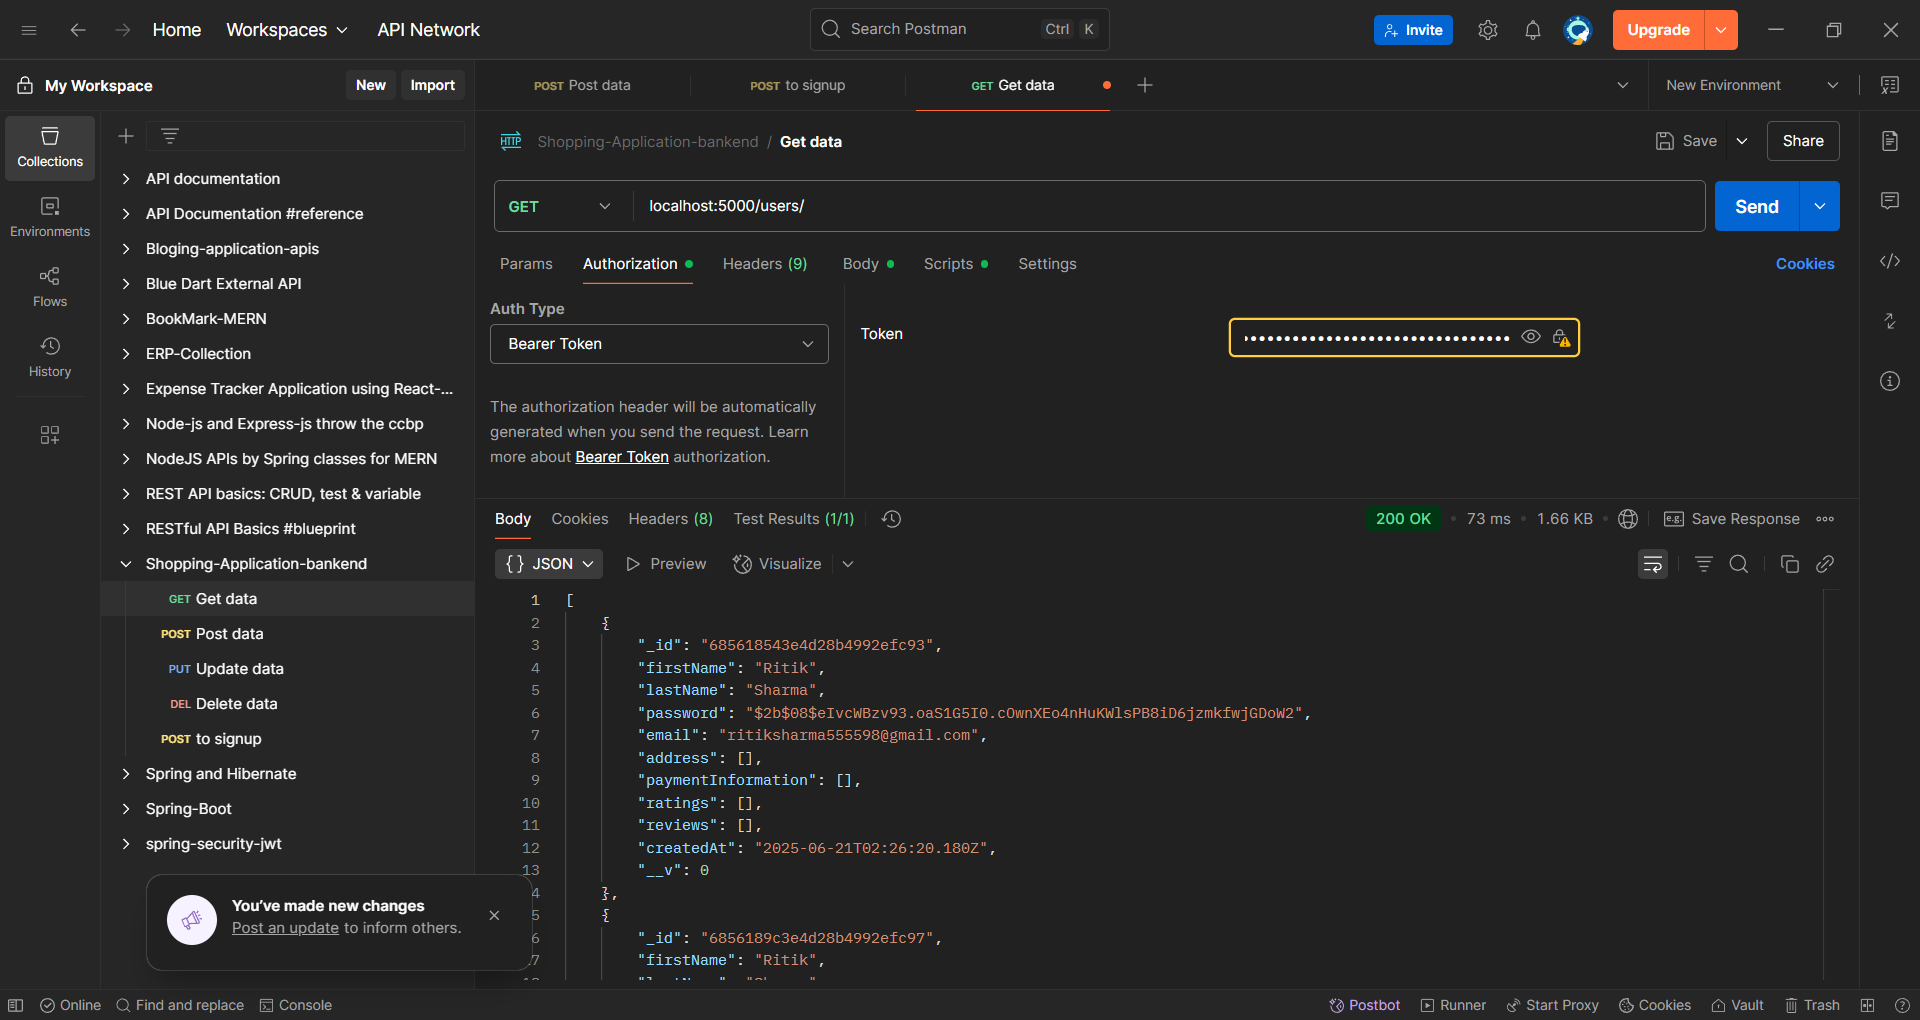 Home Workspaces API Network Search Postman Ctrl K Invite Upgrade
My Workspace New Import POST Post data POST to signup GET Get data New Environment
Collections
Environments
Flows
History
API documentation
API Documentation #reference
Bloging-application-apis
Blue Dart External API
BookMark-MERN
ERP-Collection
Expense Tracker Application using React-...
Node-js and Express-js throw the ccbp
NodeJS APIs by Spring classes for MERN
REST API basics: CRUD, test & variable
RESTful API Basics #blueprint
Shopping-Application-bankend
GET Get data
POST Post data
PUT Update data
DEL Delete data
POST to signup
Spring and Hibernate
Spring-Boot
spring-security-jwt
You've made new changes
Post an update to inform others.
HTTP Shopping-Application-bankend / Get data Save Share
GET localhost:5000/users/ Send
Params Authorization Headers (9) Body Scripts Settings Cookies
Auth Type
Bearer Token
Token
The authorization header will be automatically
generated when you send the request. Learn
more about Bearer Token authorization.
Body Cookies Headers (8) Test Results (1/1) 200 OK • 73 ms • 1.66 KB • e.g. Save Response
{} JSON Preview Visualize
1 [
2 {
3 "_id": "685618543e4d28b4992efc93",
4 "firstName": "Ritik",
5 "lastName": "Sharma",
6 "password": "$2b$08$eIvcWBzv93.oaS1G5I0.cOwnXEo4nHuKWlsPB8iD6jzmkfwjGDoW2",
7 "email": "ritiksharma555598@gmail.com",
8 "address": [],
9 "paymentInformation": [],
10 "ratings": [],
11 "reviews": [],
12 "createdAt": "2025-06-21T02:26:20.180Z",
13 "__v": 0
4 },
5 {
6 "_id": "6856189c3e4d28b4992efc97",
7 "firstName": "Ritik",
Online Find and replace Console Postbot Runner Start Proxy Cookies Vault Trash